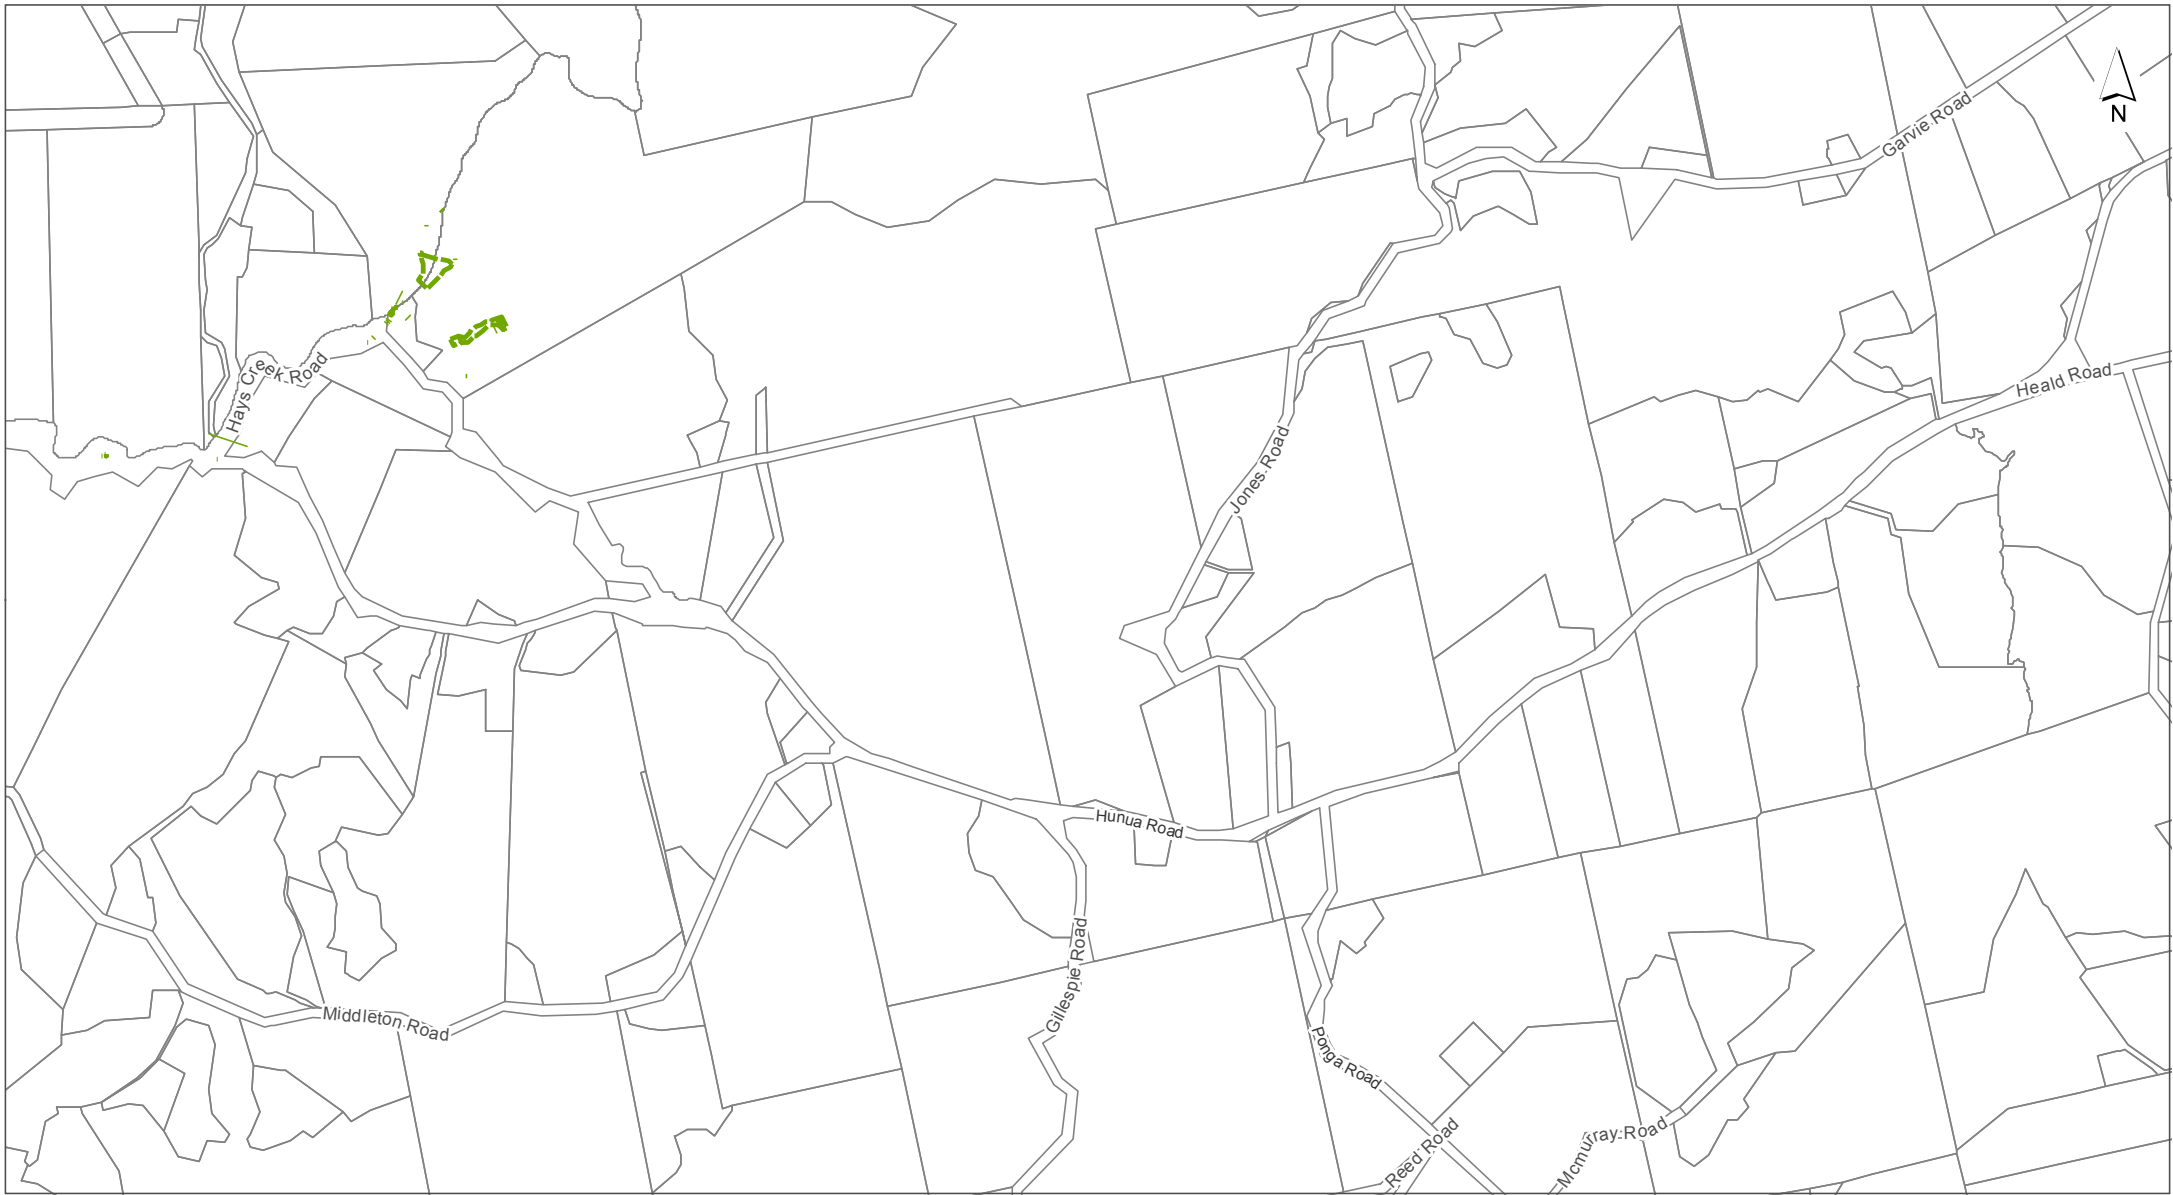 N
Garvie Road
Hays Creek Road
Heald Road
Jones Road
Hunua Road
Gillespie Road
Middleton Road
Ponga Road
Reed Road
Mcmurray Road